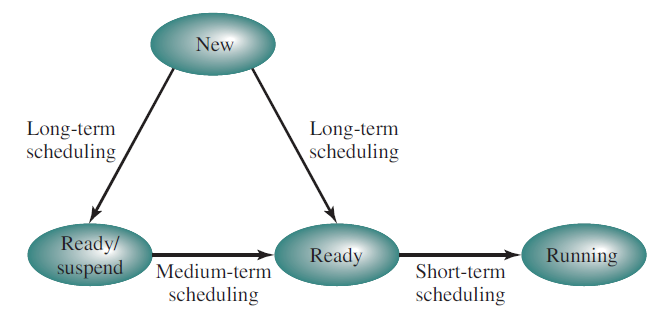 New
Long-term
scheduling
Long-term
scheduling
Ready/
suspend
Medium-term
scheduling
Ready
Short-term
scheduling
Running